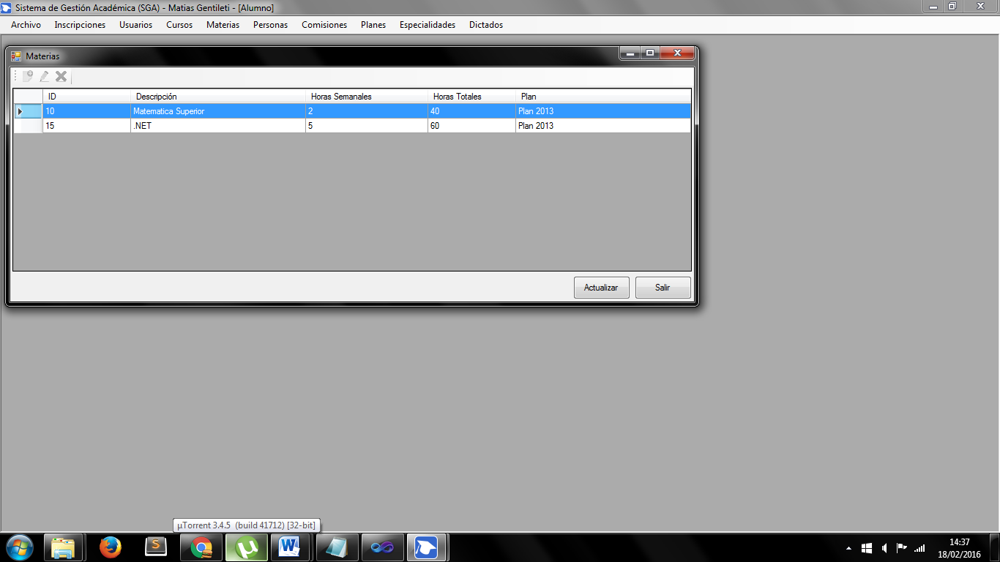 Sistema de Gestión Académica (SGA) - Matias Gentileti - [Alumno]
Archivo Inscripciones Usuarios Cursos Materias Personas Comisiones Planes Especialidades Dictados
Materias
ID Descripción Horas Semanales Horas Totales Plan
10 Matematica Superior 2 40 Plan 2013
15 .NET 5 60 Plan 2013
Actualizar Salir
µTorrent 3.4.5 (build 41712) [32-bit]
S W
14:37
18/02/2016